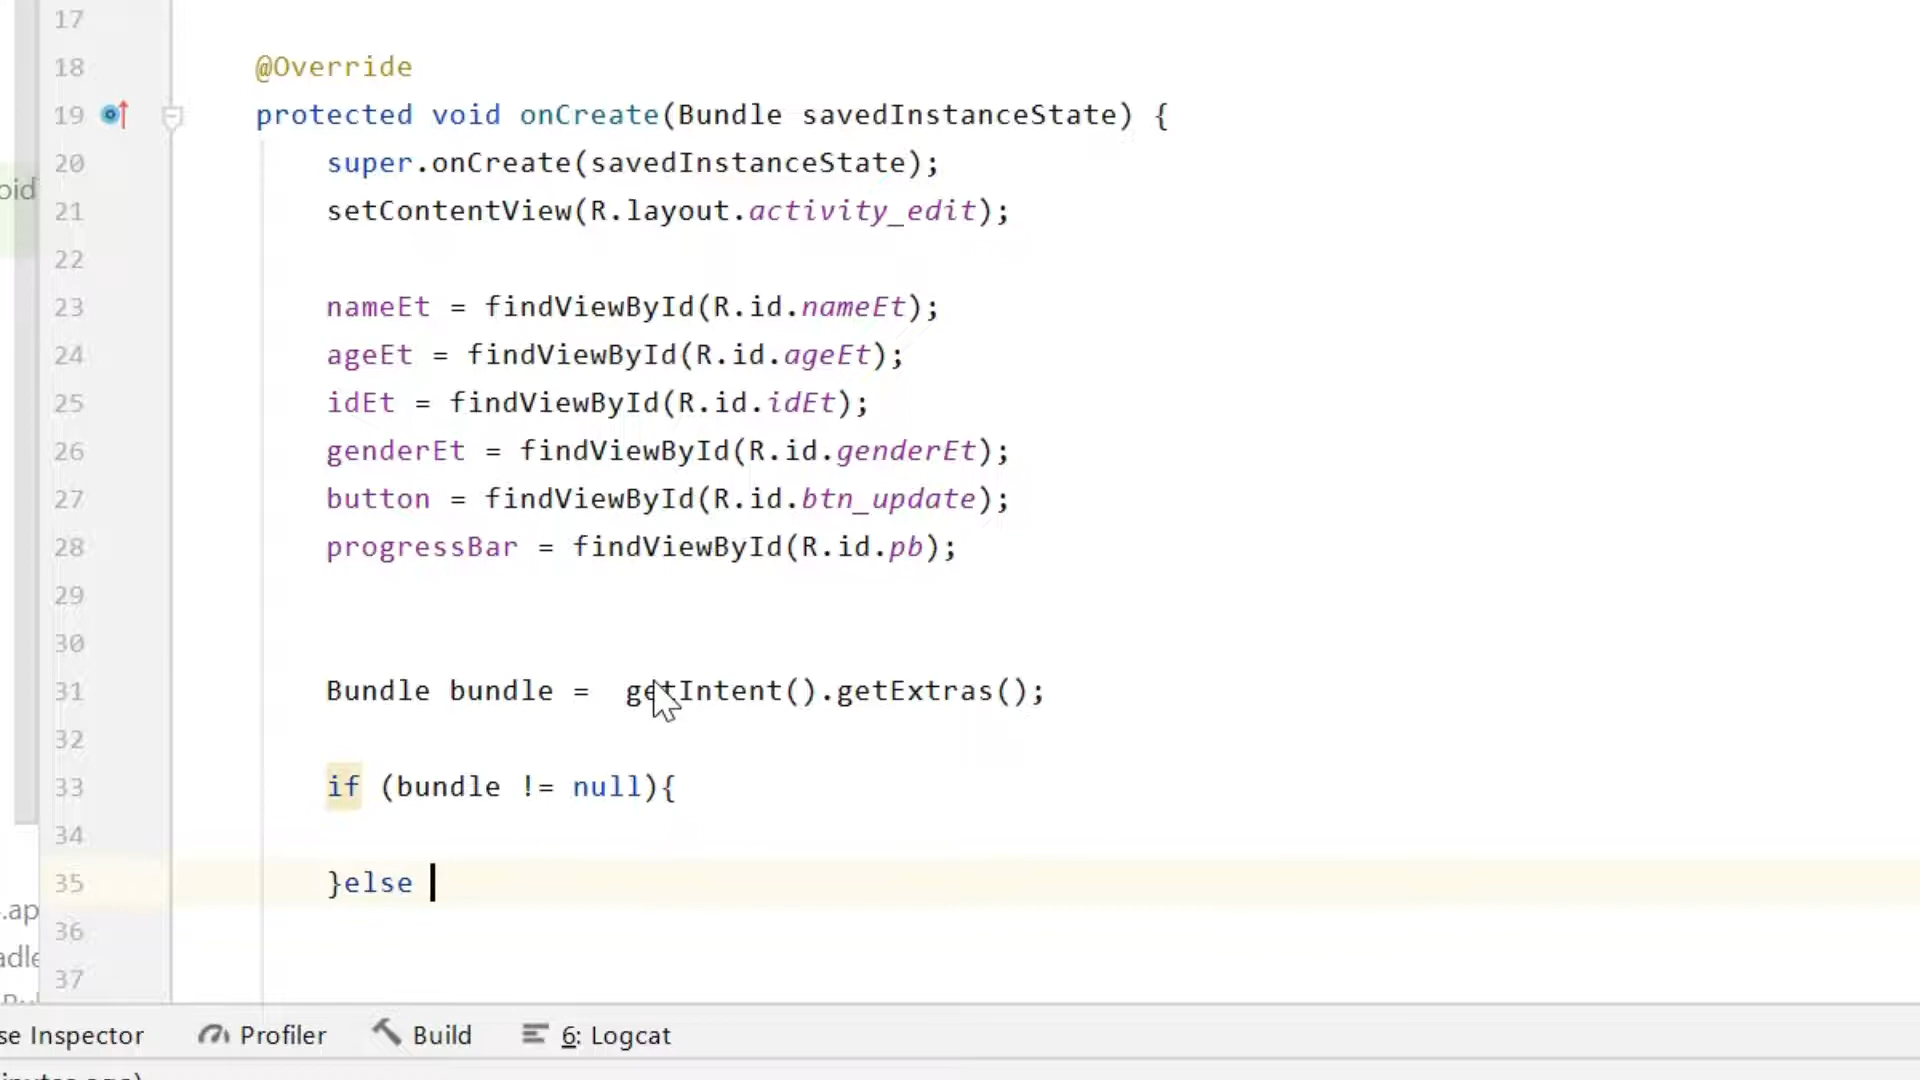 17
18 @Override
19 protected void onCreate(Bundle savedInstanceState) {
20 super.onCreate(savedInstanceState);
oid
21 setContentView(R.layout.activity_edit);
22
23 nameEt = findViewById(R.id.nameEt);
24 ageEt = findViewById(R.id.ageEt);
25 idEt = findViewById(R.id.idEt);
26 genderEt = findViewById(R.id.genderEt);
27 button = findViewById(R.id.btn_update);
28 progressBar = findViewById(R.id.pb);
29
30
31 Bundle bundle =  getIntent().getExtras();
32
33 if (bundle != null){
34
35 }else
.ap
36
adle
37
se Inspector Profiler Build 6: Logcat